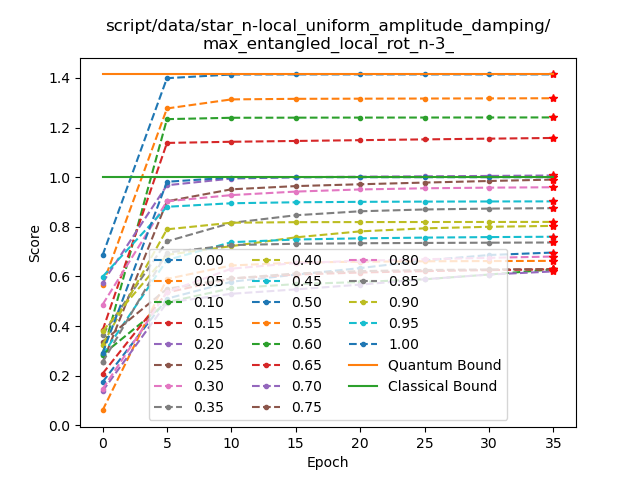 script/data/star_n-local_uniform_amplitude_damping/
max_entangled_local_rot_n-3_
Score
1.4
1.2
1.0
0.8
0.6
0.4
0.2
0.0
0.00 0.40 0.80
0.05 0.45 0.85
0.10 0.50 0.90
0.15 0.55 0.95
0.20 0.60 1.00
0.25 0.65 Quantum Bound
0.30 0.70 Classical Bound
0.35 0.75
0 5 10 15 20 25 30 35
Epoch